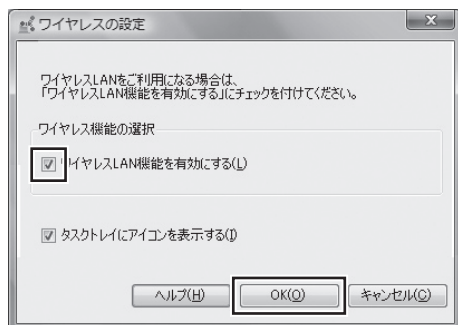 ワイヤレスの設定
ワイヤレスLANをご利用になる場合は、
「ワイヤレスLAN機能を有効にする」にチェックを付けてください。
ワイヤレス機能の選択
ワイヤレスLAN機能を有効にする(L)
タスクトレイにアイコンを表示する(I)
ヘルプ(H) OK(O) キャンセル(C)